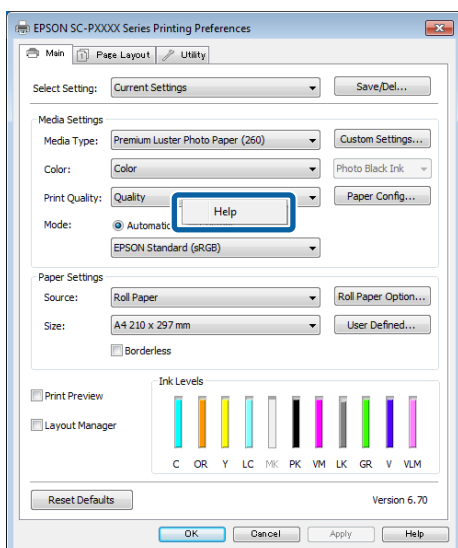 EPSON SC-PXXXX Series Printing Preferences
Main Page Layout Utility
Select Setting: Current Settings Save/Del...
Media Settings
Media Type: Premium Luster Photo Paper (260) Custom Settings...
Color: Color Photo Black Ink
Print Quality: Quality Paper Config...
Help
Mode: Automatic
EPSON Standard (sRGB)
Paper Settings
Source: Roll Paper Roll Paper Option...
Size: A4 210 x 297 mm User Defined...
Borderless
Ink Levels
Print Preview
Layout Manager
C OR Y LC MK PK VM LK GR V VLM
Reset Defaults Version 6.70
OK Cancel Apply Help